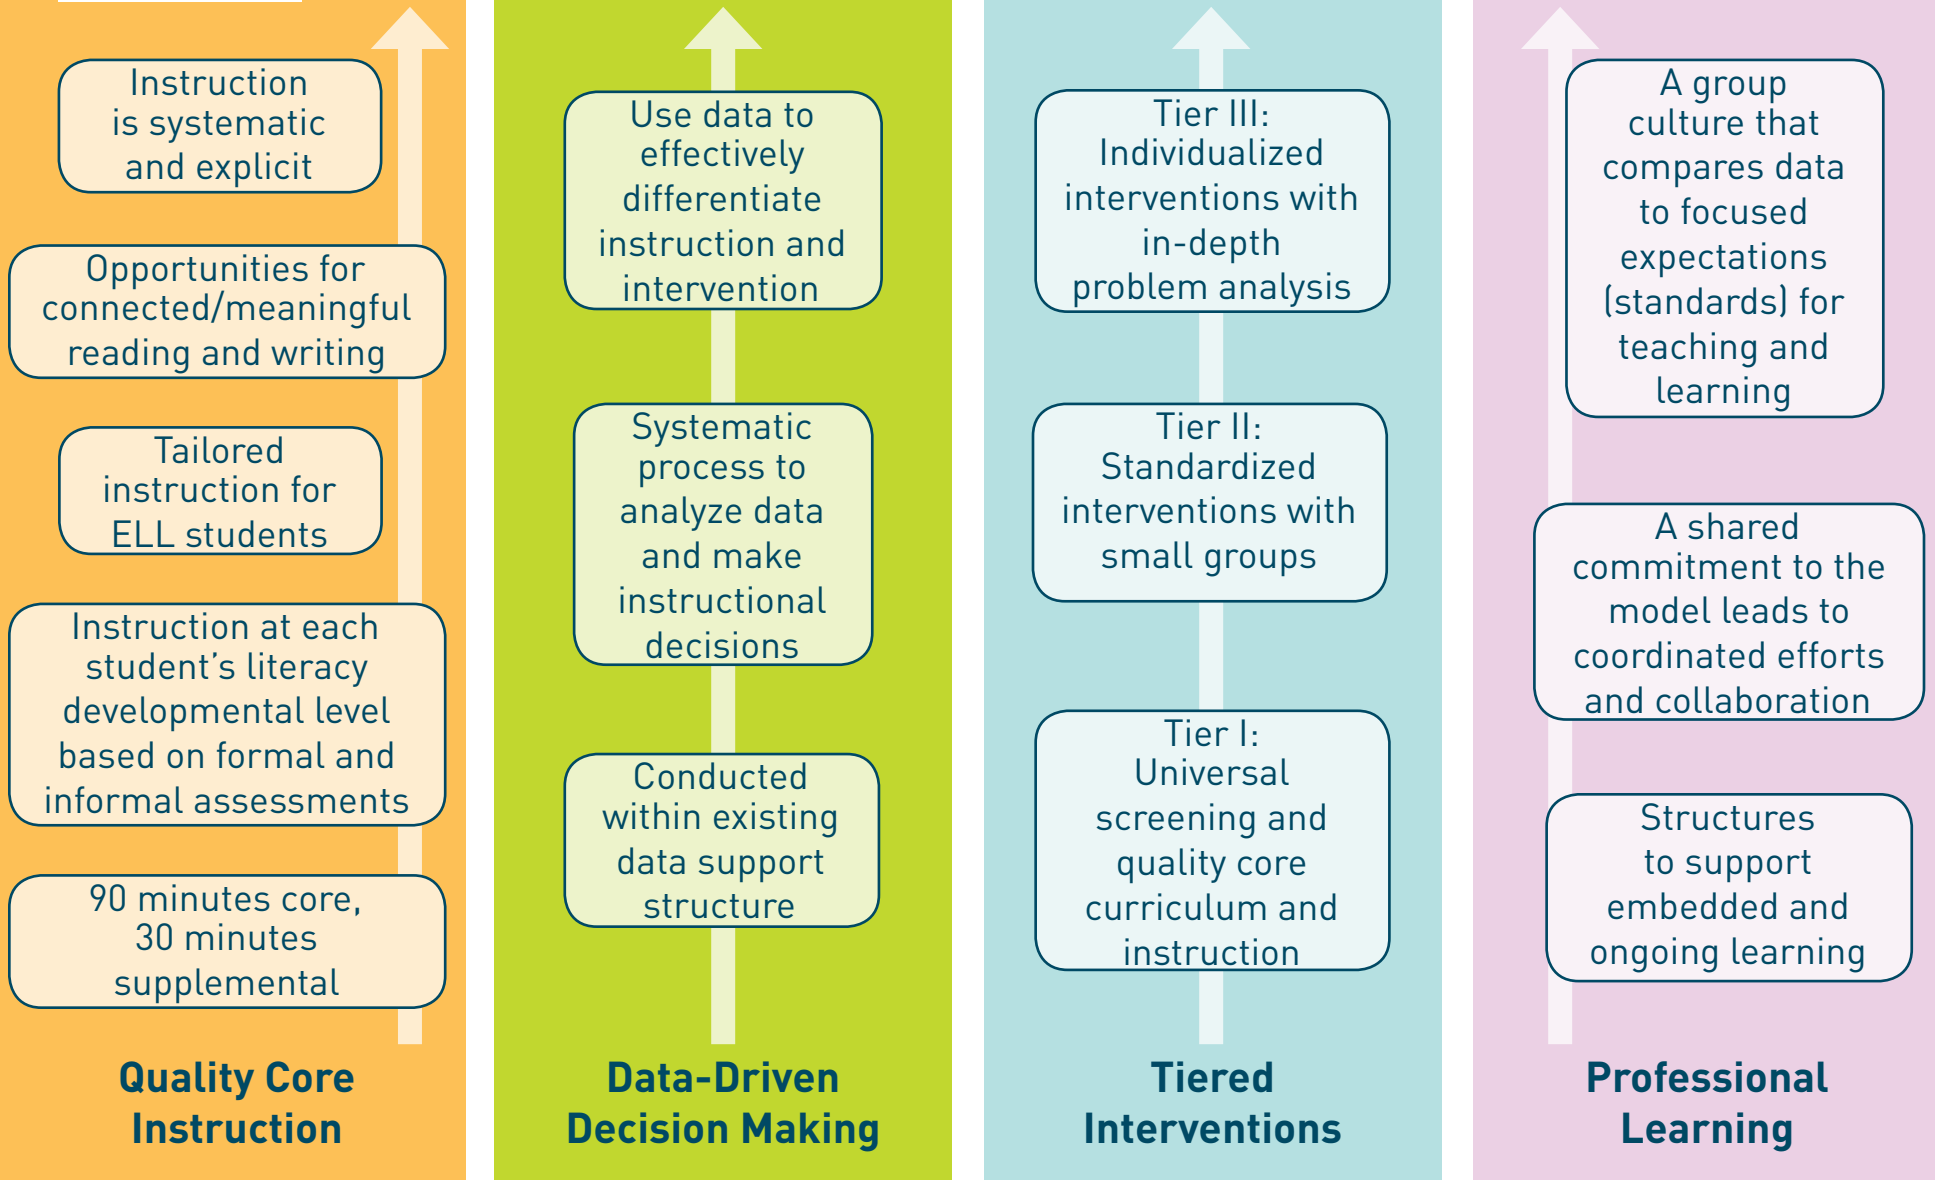 Instruction
is systematic
and explicit
Opportunities for
connected/meaningful
reading and writing
Tailored
instruction for
ELL students
Instruction at each
student’s literacy
developmental level
based on formal and
informal assessments
90 minutes core,
30 minutes
supplemental
Quality Core
Instruction
Use data to
effectively
differentiate
instruction and
intervention
Systematic
process to
analyze data
and make
instructional
decisions
Conducted
within existing
data support
structure
Data-Driven
Decision Making
Tier III:
Individualized
interventions with
in-depth
problem analysis
Tier II:
Standardized
interventions with
small groups
Tier I:
Universal
screening and
quality core
curriculum and
instruction
Tiered
Interventions
A group
culture that
compares data
to focused
expectations
(standards) for
teaching and
learning
A shared
commitment to the
model leads to
coordinated efforts
and collaboration
Structures
to support
embedded and
ongoing learning
Professional
Learning